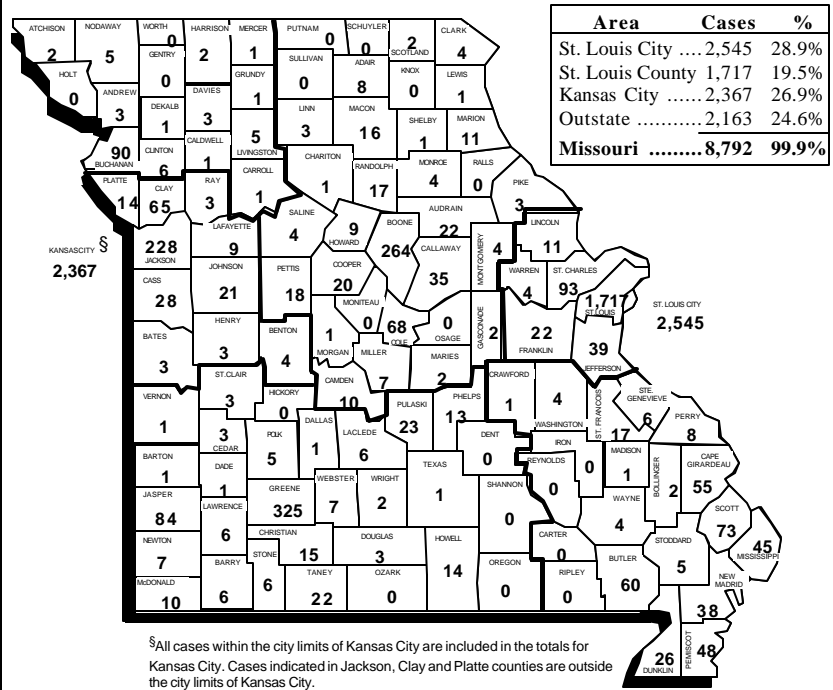 Area Cases %
St. Louis City ....2,545 28.9%
St. Louis County 1,717 19.5%
Kansas City ......2,367 26.9%
Outstate ...........2,163 24.6%
Missouri .........8,792 99.9%
ATCHISON
2
NODAWAY
5
WORTH
0
HARRISON
2
MERCER
1
PUTNAM
0
SCHUYLER
0
SCOTLAND
2
CLARK
4
HOLT
0
GENTRY
0
SULLIVAN
0
ADAIR
8
KNOX
0
LEWIS
1
ANDREW
3
DEKALB
1
DAVIES
3
GRUNDY
1
LINN
3
MACON
16
SHELBY
1
MARION
11
BUCHANAN
90
CLINTON
6
CALDWELL
1
LIVINGSTON
5
CHARITON
1
RANDOLPH
17
MONROE
4
RALLS
0
PIKE
3
PLATTE
14
CLAY
65
RAY
3
CARROLL
1
SALINE
4
HOWARD
9
BOONE
264
AUDRAIN
22
CALLAWAY
35
MONTGOMERY
4
LINCOLN
11
KANSASCITY §
2,367
228
JACKSON
LAFAYETTE
9
CASS
28
JOHNSON
21
PETTIS
18
COOPER
20
MONITEAU
0
68
COLE
0
OSAGE
GASCONADE
2
WARREN
4
ST. CHARLES
93
1,717
ST.LOUIS
ST. LOUIS CITY
2,545
BATES
3
HENRY
3
BENTON
4
1
MORGAN
MILLER
7
MARIES
2
22
FRANKLIN
39
JEFFERSON
VERNON
1
ST.CLAIR
3
HICKORY
0
CAMDEN
10
PULASKI
23
PHELPS
13
CRAWFORD
1
4
WASHINGTON
ST. FRANCOIS
17
STE.
GENEVIEVE
6
PERRY
8
BARTON
1
3
CEDAR
POLK
5
DALLAS
1
LACLEDE
6
DENT
0
IRON
0
REYNOLDS
0
MADISON
1
BOLLINGER
2
CAPE
GIRARDEAU
55
JASPER
84
DADE
1
GREENE
325
WEBSTER
7
WRIGHT
2
TEXAS
1
SHANNON
0
WAYNE
4
SCOTT
73
LAWRENCE
6
NEWTON
7
CHRISTIAN
15
DOUGLAS
3
HOWELL
14
CARTER
0
STODDARD
5
45
MISSISSIPPI
BARRY
6
STONE
6
TANEY
22
OZARK
0
OREGON
0
RIPLEY
0
BUTLER
60
NEW
MADRID
38
McDONALD
10
26
DUNKLIN
PEMISCOT
48
§All cases within the city limits of Kansas City are included in the totals for
Kansas City. Cases indicated in Jackson, Clay and Platte counties are outside
the city limits of Kansas City.